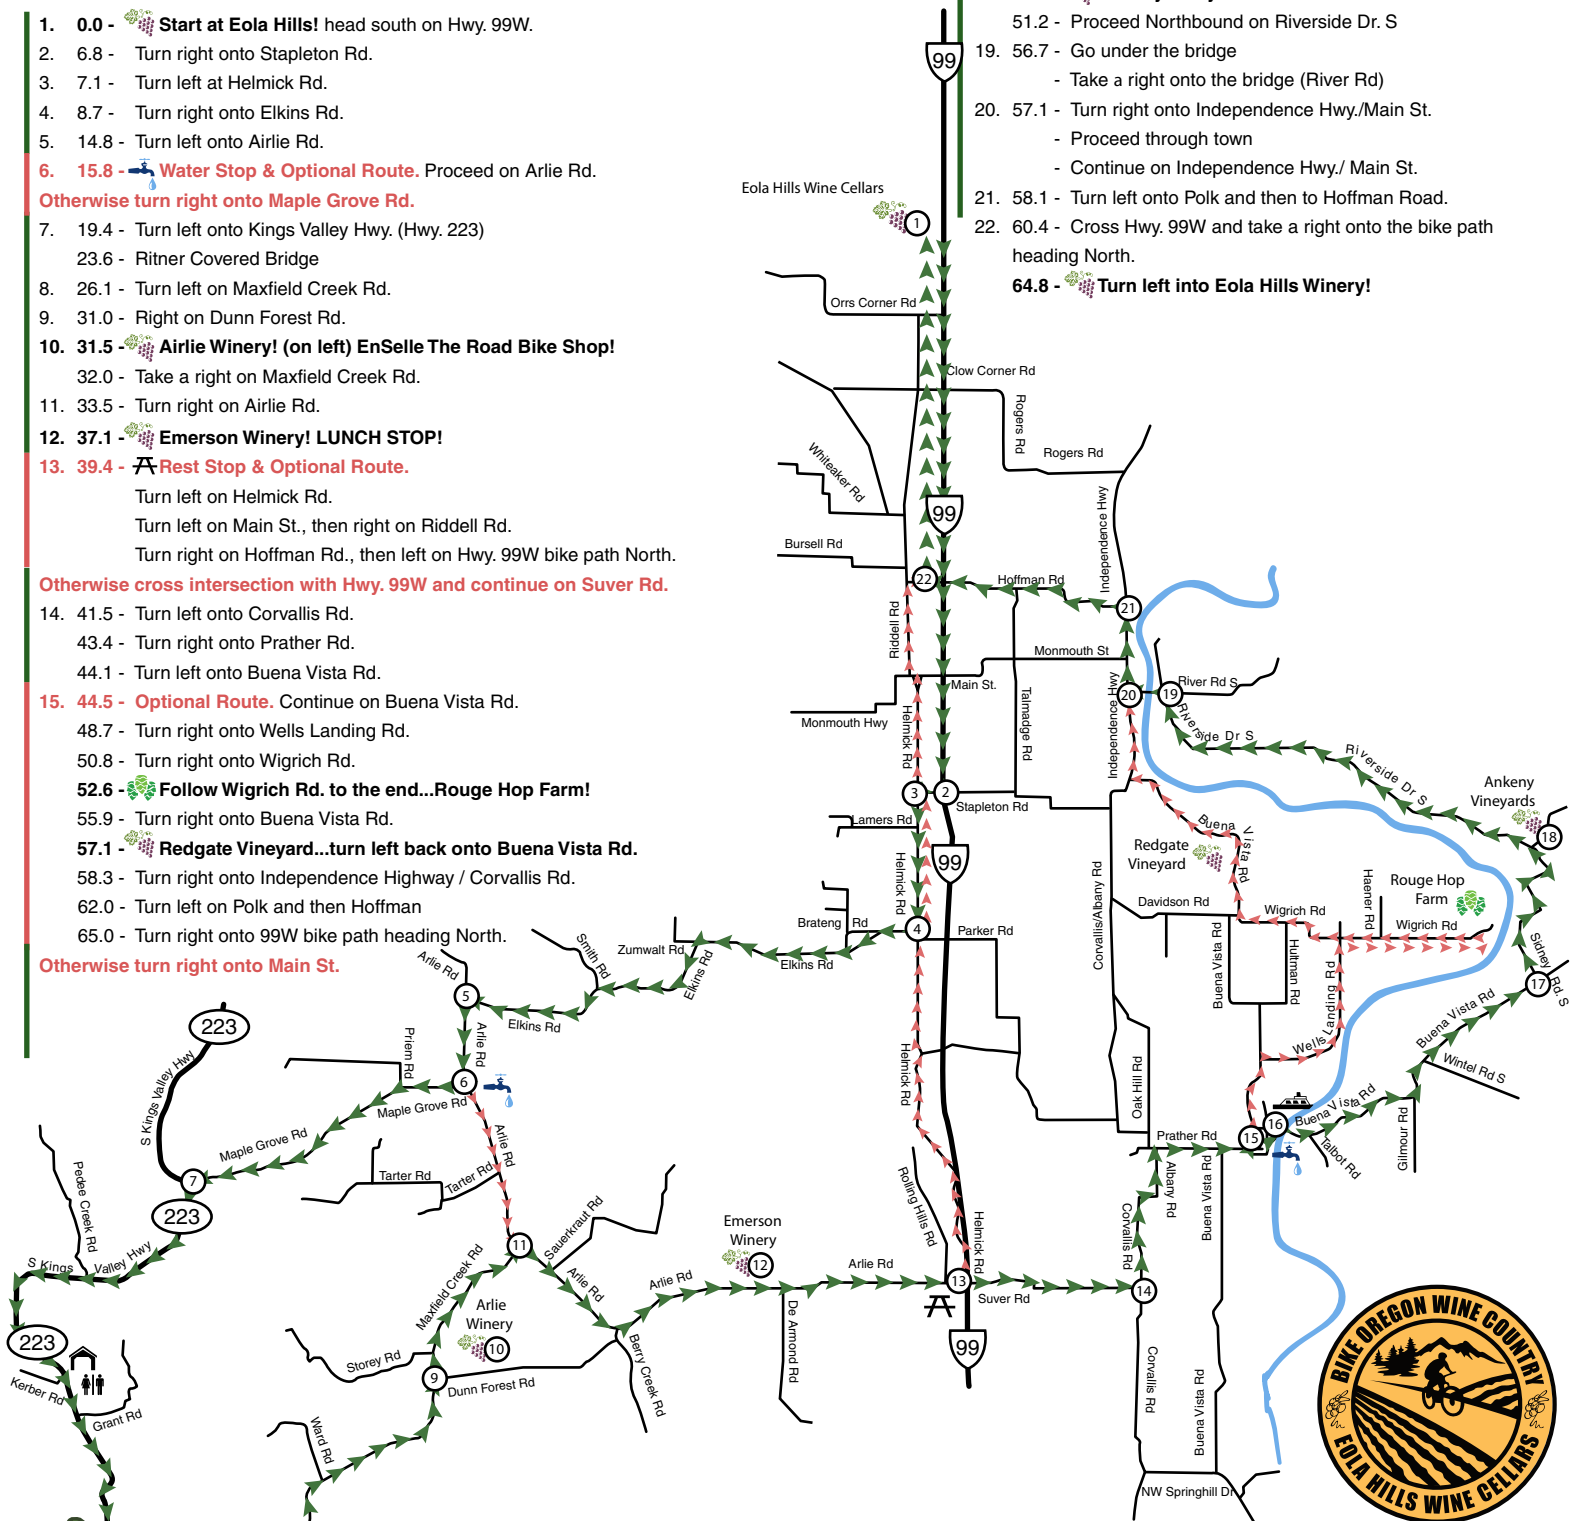 1. 0.0 - Start at Eola Hills! head south on Hwy. 99W.
2. 6.8 - Turn right onto Stapleton Rd.
3. 7.1 - Turn left at Helmick Rd.
4. 8.7 - Turn right onto Elkins Rd.
5. 14.8 - Turn left onto Airlie Rd.
6. 15.8 - Water Stop & Optional Route. Proceed on Arlie Rd.
Otherwise turn right onto Maple Grove Rd.
7. 19.4 - Turn left onto Kings Valley Hwy. (Hwy. 223)
23.6 - Ritner Covered Bridge
8. 26.1 - Turn left on Maxfield Creek Rd.
9. 31.0 - Right on Dunn Forest Rd.
10. 31.5 - Airlie Winery! (on left) EnSelle The Road Bike Shop!
32.0 - Take a right on Maxfield Creek Rd.
11. 33.5 - Turn right on Airlie Rd.
12. 37.1 - Emerson Winery! LUNCH STOP!
13. 39.4 - Rest Stop & Optional Route.
Turn left on Helmick Rd.
Turn left on Main St., then right on Riddell Rd.
Turn right on Hoffman Rd., then left on Hwy. 99W bike path North.
Otherwise cross intersection with Hwy. 99W and continue on Suver Rd.
14. 41.5 - Turn left onto Corvallis Rd.
43.4 - Turn right onto Prather Rd.
44.1 - Turn left onto Buena Vista Rd.
15. 44.5 - Optional Route. Continue on Buena Vista Rd.
48.7 - Turn right onto Wells Landing Rd.
50.8 - Turn right onto Wigrich Rd.
52.6 - Follow Wigrich Rd. to the end...Rouge Hop Farm!
55.9 - Turn right onto Buena Vista Rd.
57.1 - Redgate Vineyard...turn left back onto Buena Vista Rd.
58.3 - Turn right onto Independence Highway / Corvallis Rd.
62.0 - Turn left on Polk and then Hoffman
65.0 - Turn right onto 99W bike path heading North.
Otherwise turn right onto Main St.
51.2 - Proceed Northbound on Riverside Dr. S
19. 56.7 - Go under the bridge
- Take a right onto the bridge (River Rd)
20. 57.1 - Turn right onto Independence Hwy./Main St.
- Proceed through town
- Continue on Independence Hwy./ Main St.
21. 58.1 - Turn left onto Polk and then to Hoffman Road.
22. 60.4 - Cross Hwy. 99W and take a right onto the bike path
heading North.
64.8 - Turn left into Eola Hills Winery!
99
Eola Hills Wine Cellars
1
Orrs Corner Rd
Clow Corner Rd
Rogers Rd
Rogers Rd
Whiteaker Rd
99
Independence Hwy
Bursell Rd
22
Hoffman Rd
21
Riddell Rd
Monmouth St
Main St.
Monmouth Hwy
Helmick Rd
Talmadge Rd
Independence Hwy
20
19
River Rd S
Riverside Dr S
Riverside Dr S
Ankeny
Vineyards
18
3
2
Stapleton Rd
Lamers Rd
99
Helmick Rd
Buena Vista Rd
Redgate
Vineyard
Rouge Hop
Farm
Haener Rd
Corvallis/Albany Rd
Davidson Rd
Wigrich Rd
Wigrich Rd
Brateng Rd
4
Parker Rd
Elkins Rd
Zumwalt Rd
Elkins Rd
Smith Rd
Arlie Rd
5
Elkins Rd
Arlie Rd
Buena Vista Rd
Hultman Rd
Wells Landing Rd
Sidney Rd. S
17
Buena Vista Rd
Wintel Rd S
223
S Kings Valley Hwy
Priem Rd
6
Maple Grove Rd
Maple Grove Rd
Arlie Rd
Helmick Rd
Oak Hill Rd
15
16
Buena Vista Rd
Talbot Rd
Gilmour Rd
Prather Rd
Pedee Creek Rd
7
223
Tarter Rd
Tarter Rd
Rolling Hills Rd
Albany Rd
Buena Vista Rd
S Kings Valley Hwy
11
Sauerkraut Rd
Emerson
Winery
12
Helmick Rd
Corvallis Rd
Maxfield Creek Rd
Arlie Rd
Arlie Rd
Arlie Rd
13
Suver Rd
14
223
Arlie
Winery
10
De Armond Rd
99
Kerber Rd
Grant Rd
Storey Rd
9
Dunn Forest Rd
Berry Creek Rd
Corvallis Rd
Buena Vista Rd
Ward Rd
NW Springhill Dr
BIKE OREGON WINE COUNTRY
EOLA HILLS WINE CELLARS